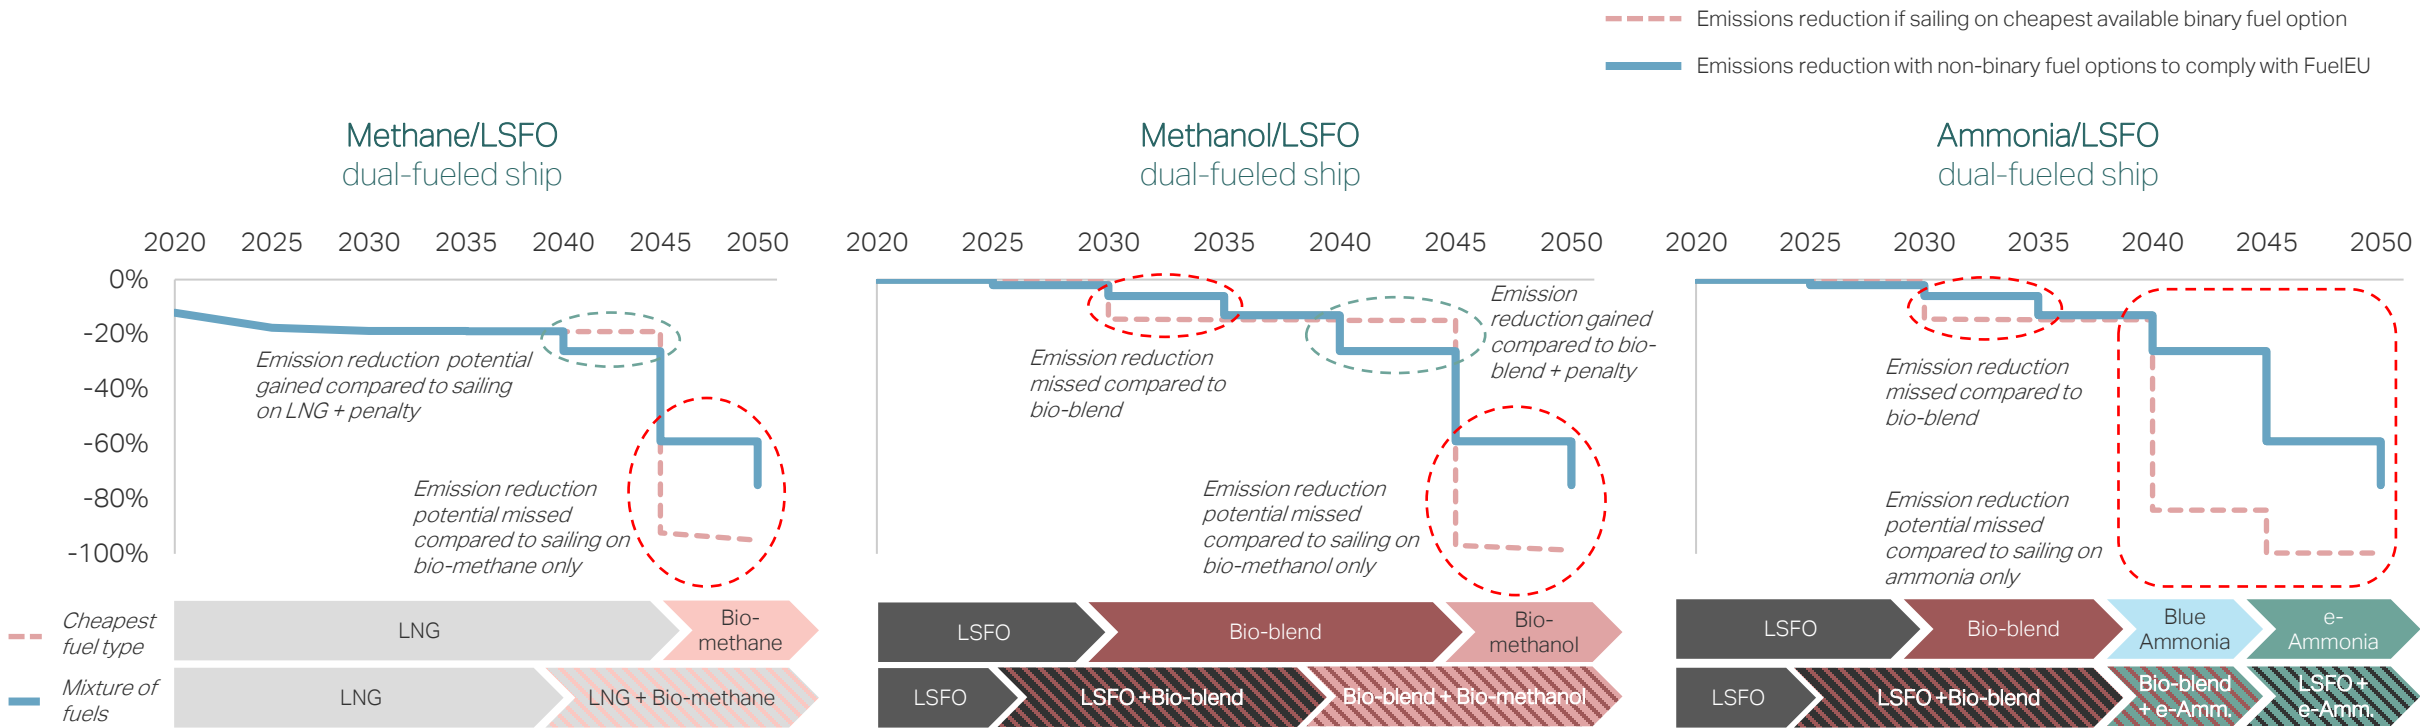 Emissions reduction if sailing on cheapest available binary fuel option
Emissions reduction with non-binary fuel options to comply with FuelEU
Methane/LSFO
dual-fueled ship
2020 2025 2030 2035 2040 2045 2050
0%
-20%
-40%
-60%
-80%
-100%
Emission reduction potential
gained compared to sailing
on LNG + penalty
Emission reduction
potential missed
compared to sailing on
bio-methane only
Methanol/LSFO
dual-fueled ship
2020 2025 2030 2035 2040 2045 2050
Emission
reduction gained
compared to bio-
blend + penalty
Emission reduction
missed compared to
bio-blend
Emission reduction
potential missed
compared to sailing on
bio-methanol only
Ammonia/LSFO
dual-fueled ship
2020 2025 2030 2035 2040 2045 2050
Emission reduction
missed compared to
bio-blend
Emission reduction
potential missed
compared to sailing on
ammonia only
Cheapest
fuel type
LNG
Bio-
methane
LSFO
Bio-blend
Bio-
methanol
LSFO
Bio-blend
Blue
Ammonia
e-
Ammonia
Mixture of
fuels
LNG
LNG + Bio-methane
LSFO
LSFO +Bio-blend
Bio-blend + Bio-methanol
LSFO
LSFO +Bio-blend
Bio-blend
+ e-Amm.
LSFO +
e-Amm.